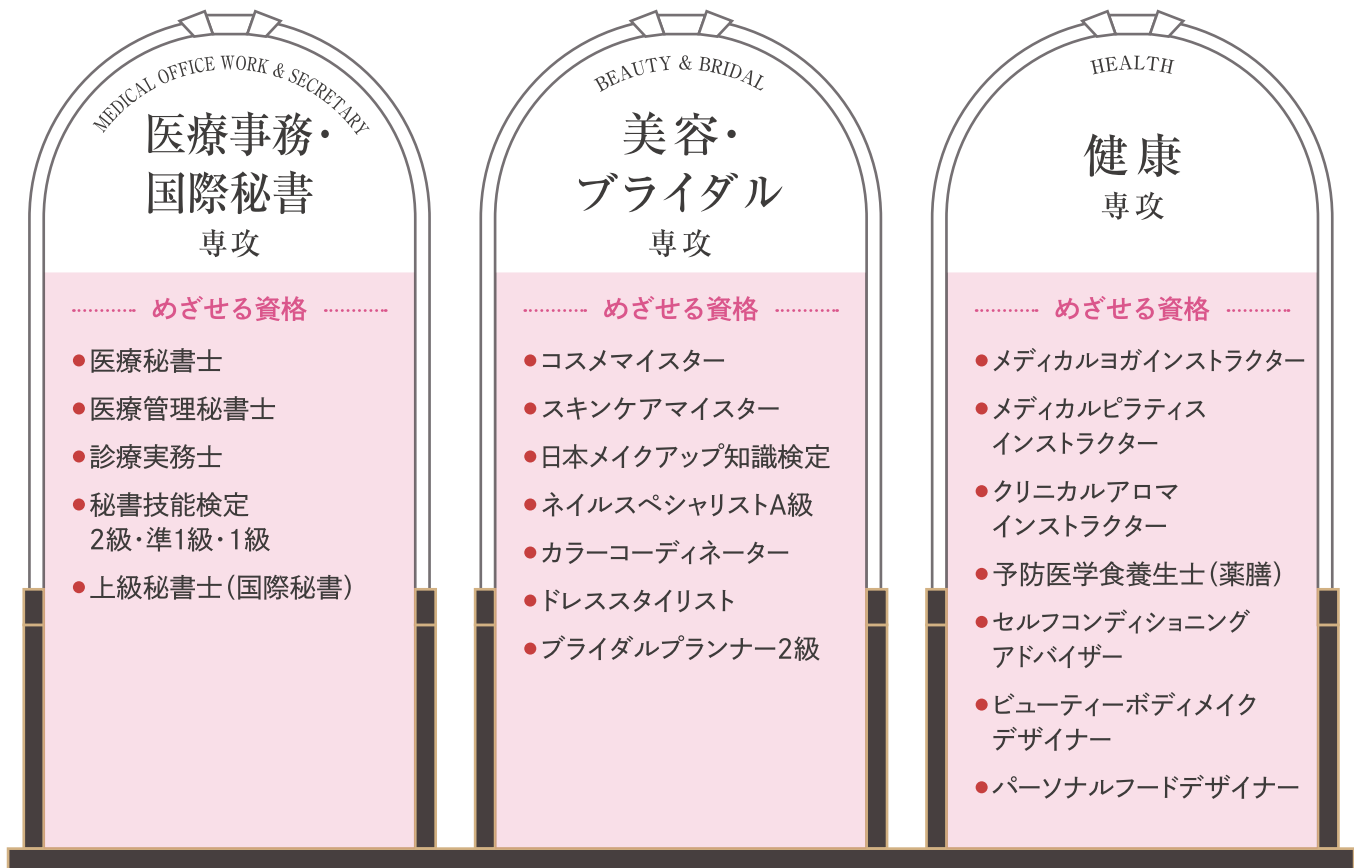 MEDICAL OFFICE WORK & SECRETARY
医療事務・
国際秘書
専攻
めざせる資格
●医療秘書士
●医療管理秘書士
●診療実務士
●秘書技能検定
2級・準1級・1級
●上級秘書士(国際秘書)
BEAUTY & BRIDAL
美容・
ブライダル
専攻
めざせる資格
●コスメマイスター
●スキンケアマイスター
●日本メイクアップ知識検定
●ネイルスペシャリストA級
●カラーコーディネーター
●ドレススタイリスト
●ブライダルプランナー2級
HEALTH
健康
専攻
めざせる資格
●メディカルヨガインストラクター
●メディカルピラティス
インストラクター
●クリニカルアロマ
インストラクター
●予防医学食養生士(薬膳)
●セルフコンディショニング
アドバイザー
●ビューティーボディメイク
デザイナー
●パーソナルフードデザイナー